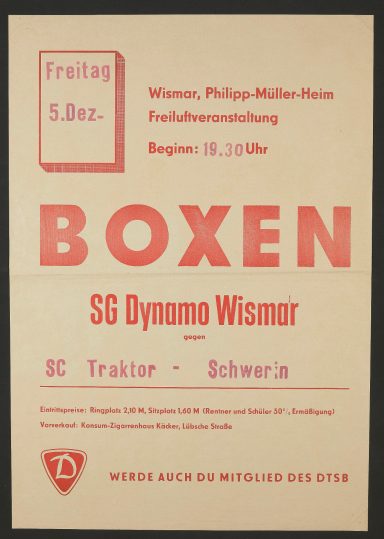 Freitag
5.Dez-
Wismar, Philipp-Müller-Heim
Freiluftveranstaltung
Beginn: 19.30 Uhr
BOXEN
SG Dynamo Wismar
gegen
SC Traktor - Schwerin
Eintrittspreise: Ringplatz 2,10 M, Sitzplatz 1,60 M (Rentner und Schüler 50%, Ermäßigung)
Vorverkauf: Konsum-Zigarrenhaus Käcker, Lübsche Straße
D
WERDE AUCH DU MITGLIED DES DTSB